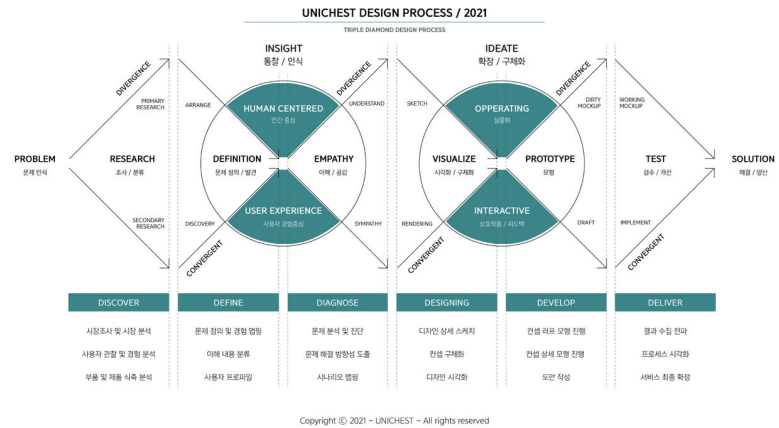 UNICHEST DESIGN PROCESS / 2021
TRIPLE DIAMOND DESIGN PROCESS
INSIGHT
통찰 / 인식
IDEATE
확장 / 구체화
DIVERGENCE
DIVERGENCE
DIVERGENCE
PRIMARY
RESEARCH
ARRANGE
HUMAN CENTERED
인간 중심
UNDERSTAND
SKETCH
OPPERATING
실물화
DIRTY
MOCKUP
WORKING
MOCKUP
PROBLEM
문제 인식
RESEARCH
조사 / 분류
DEFINITION
문제 정의 / 발견
EMPATHY
이해 / 공감
VISUALIZE
시각화 / 구체화
PROTOTYPE
모형
TEST
검수 / 개선
SOLUTION
해결 / 양산
SECONDARY
RESEARCH
DISCOVERY
USER EXPERIENCE
사용자 경험중심
SYMPATHY
RENDERING
INTERACTIVE
상호작용 / 피드백
DRAFT
IMPLEMENT
CONVERGENT
CONVERGENT
CONVERGENT
DISCOVER
DEFINE
DIAGNOSE
DESIGNING
DEVELOP
DELIVER
시장조사 및 시장 분석
문제 정의 및 경험 맵핑
문제 분석 및 진단
디자인 상세 스케치
컨셉 러프 모형 진행
결과 수집 전파
사용자 관찰 및 경험 분석
이해 내용 분류
문제 해결 방향성 도출
컨셉 구체화
컨셉 상세 모형 진행
프로세스 시각화
부품 및 제품 식축 분석
사용자 프로파일
시나리오 맵핑
디자인 시각화
도안 작성
서비스 최종 확정
Copyright ⓒ 2021 – UNICHEST – All rights reserved